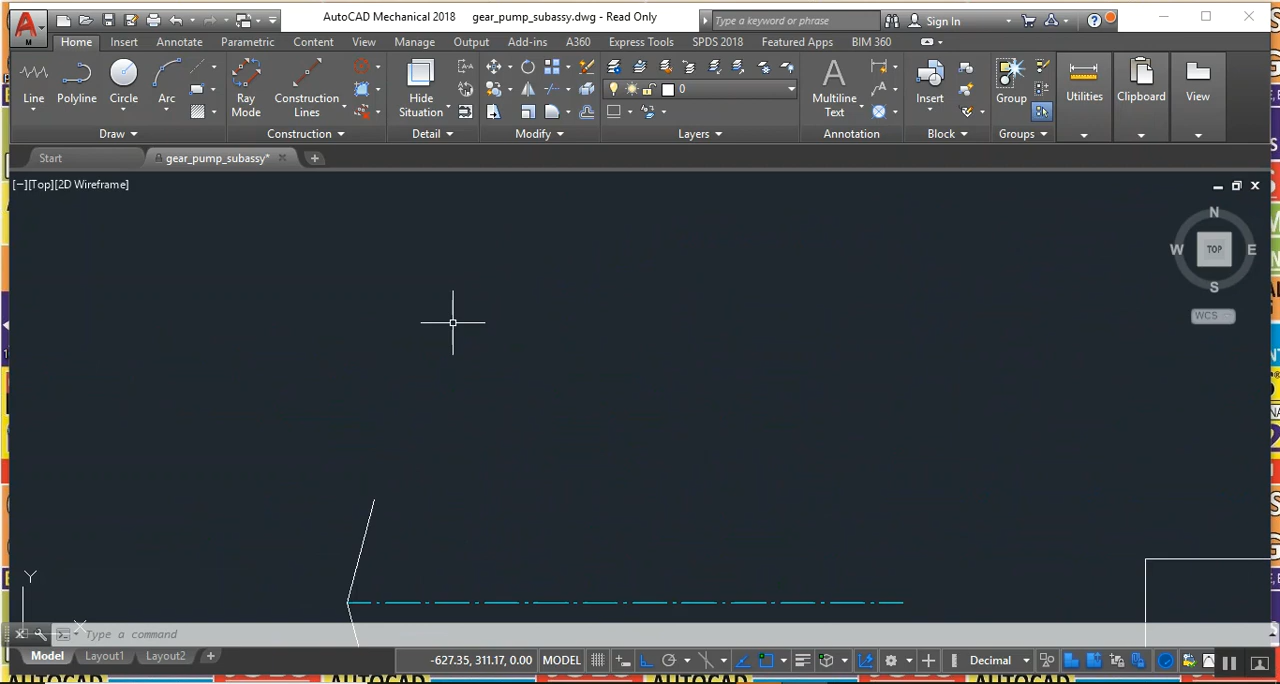 AutoCAD Mechanical 2018 gear_pump_subassy.dwg - Read Only
Type a keyword or phrase
Sign In
Home Insert Annotate Parametric Content View Manage Output Add-ins A360 Express Tools SPDS 2018 Featured Apps BIM 360
Line
Polyline
Circle
Arc
Ray
Mode
Construction
Lines
Hide
Situation
0
Multiline
Text
Insert
Group
Utilities
Clipboard
View
Draw Construction Detail Modify Layers Annotation Block Groups
Start gear_pump_subassy*
[−][Top][2D Wireframe]
N
W TOP E
S
WCS
Y
X
Type a command
Model Layout1 Layout2
-627.35, 311.17, 0.00 MODEL Decimal